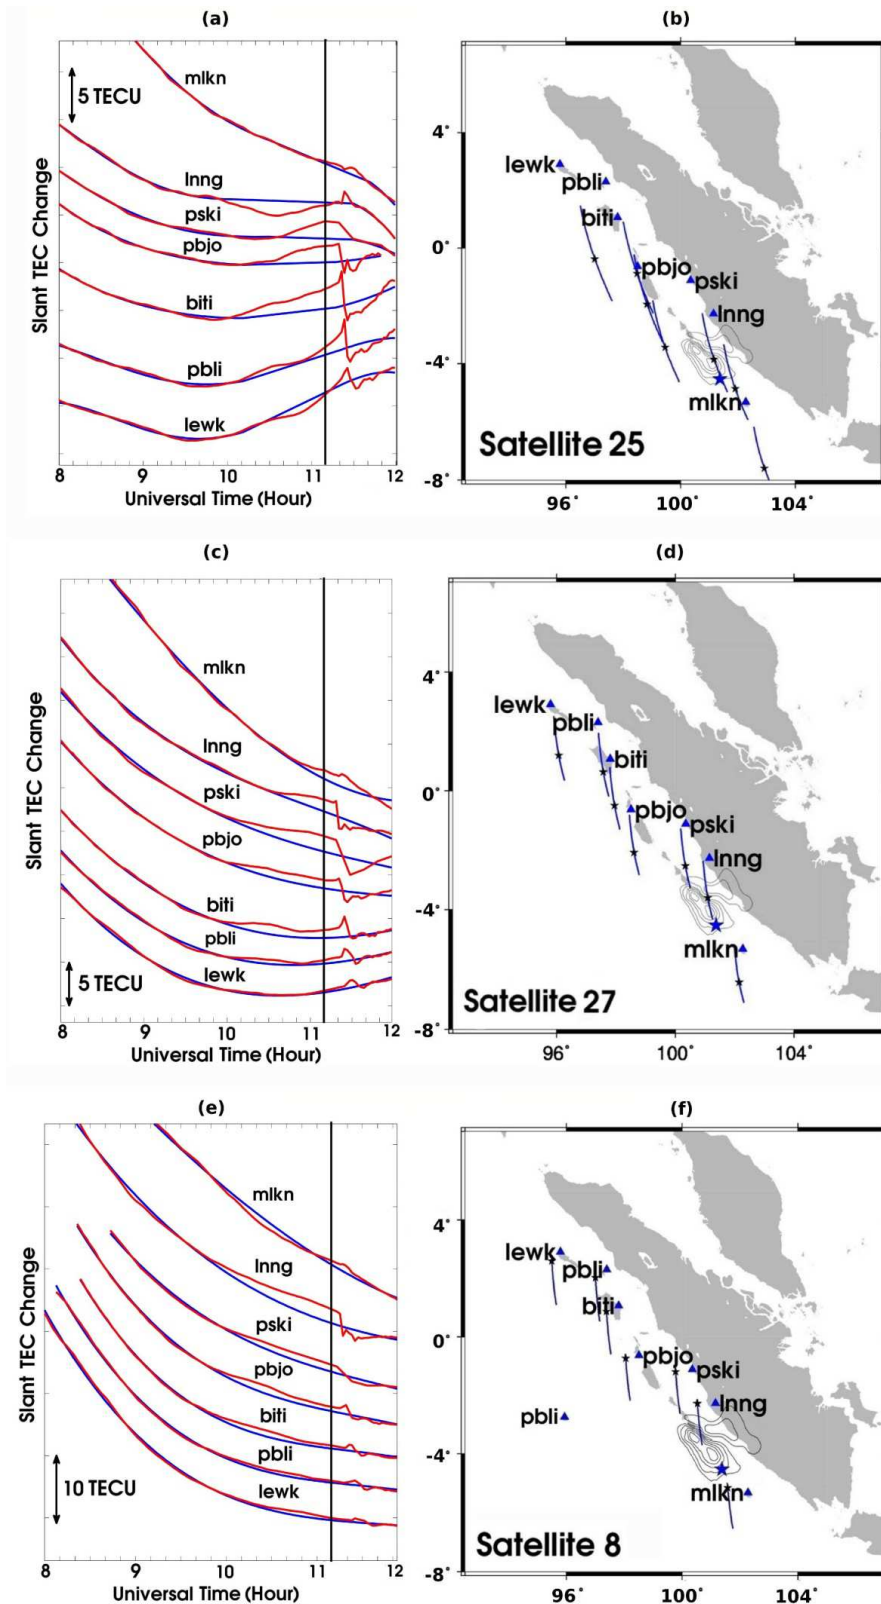 (a)
(b)
Slant TEC Change
5 TECU
mlkn
lnng
pski
pbjo
biti
pbli
lewk
8 9 10 11 12
Universal Time (Hour)
4°
0°
-4°
-8°
lewk
pbli
biti
pbjo
pski
lnng
mlkn
Satellite 25
96° 100° 104°
(c)
(d)
Slant TEC Change
mlkn
lnng
pski
pbjo
biti
pbli
lewk
5 TECU
8 9 10 11 12
Universal Time (Hour)
4°
0°
-4°
-8°
lewk
pbli
biti
pbjo
pski
lnng
mlkn
Satellite 27
96° 100° 104°
(e)
(f)
Slant TEC Change
mlkn
lnng
pski
pbjo
biti
pbli
lewk
10 TECU
8 9 10 11 12
Universal Time (Hour)
4°
0°
-4°
-8°
lewk
pbli
biti
pbjo
pski
lnng
pbli
mlkn
Satellite 8
96° 100° 104°